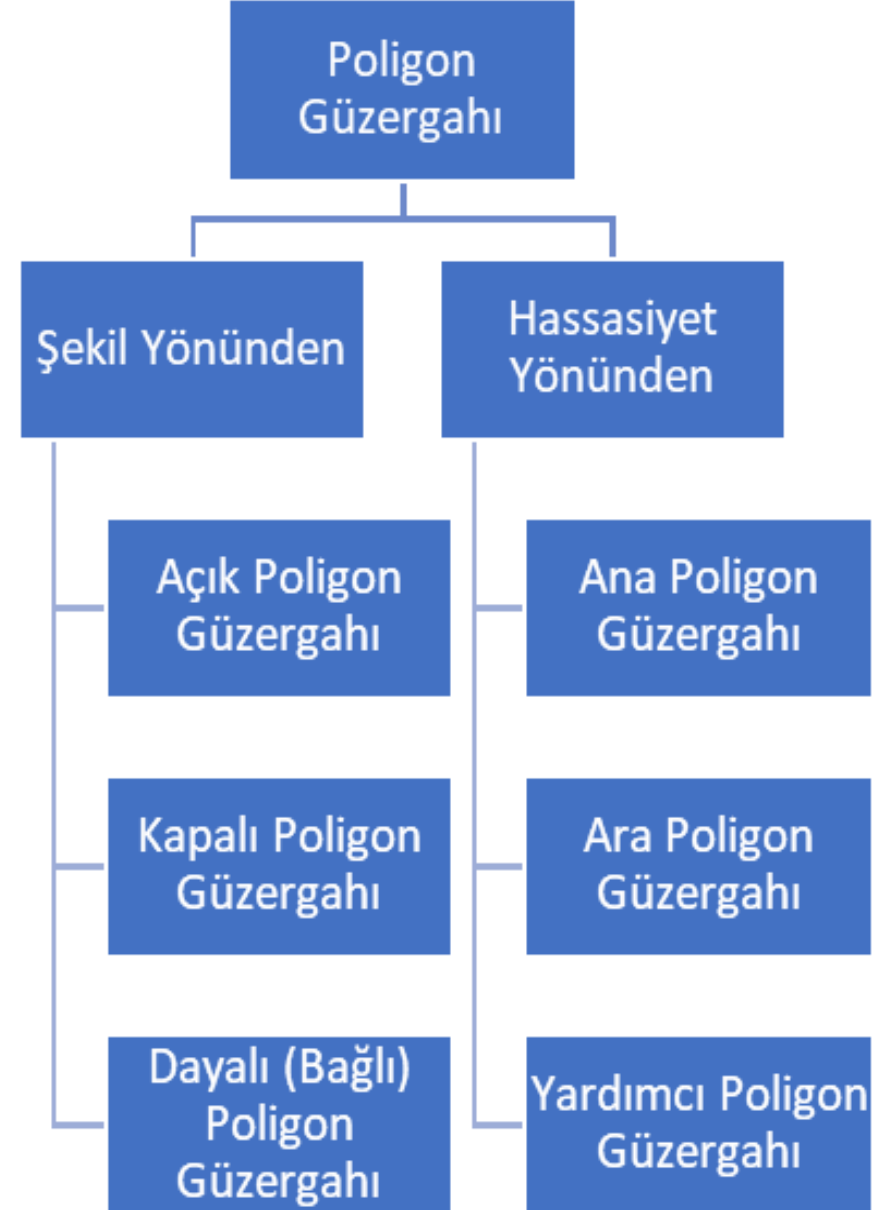 Poligon
Güzergahı
Şekil Yönünden
Hassasiyet
Yönünden
Açık Poligon
Güzergahı
Ana Poligon
Güzergahı
Kapalı Poligon
Güzergahı
Ara Poligon
Güzergahı
Dayalı (Bağlı)
Poligon
Güzergahı
Yardımcı Poligon
Güzergahı